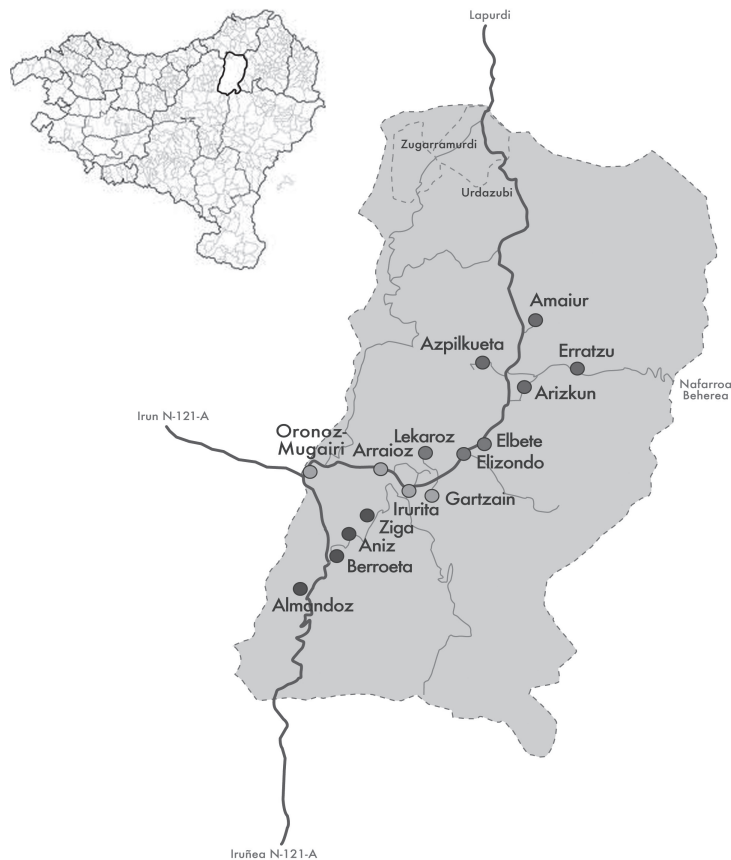 Lapurdi
Zugarramurdi
Urdazubi
Amaiur
Azpilkueta
Erratzu
Nafarroa
Beherea
Arizkun
Irun N-121-A
Oronoz-
Mugairi
Arraioz
Lekaroz
Elbete
Elizondo
Irurita
Gartzain
Ziga
Aniz
Berroeta
Almandoz
Iruñea N-121-A